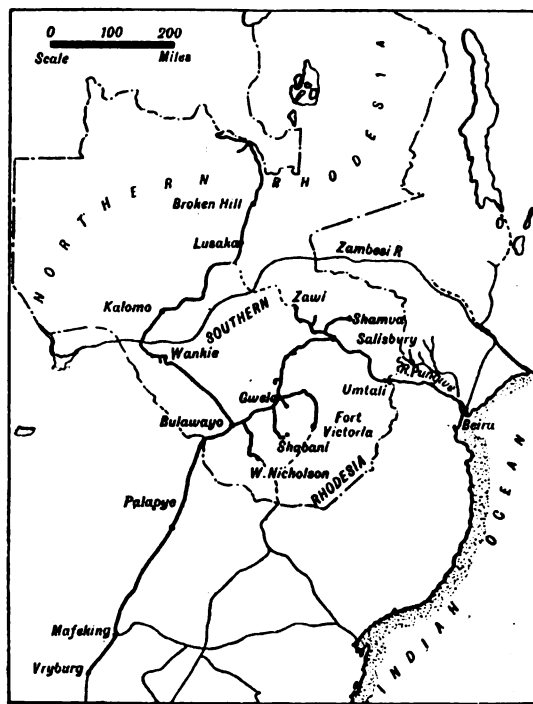 0 100 200
Scale Miles
NORTHERN RHODESIA
Broken Hill
Lusaka
Zambesi R
Kalomo
Zawi
SOUTHERN
Shamva
Salisbury
Wankie
R. Pungwe
Gwelo
Umtali
Bulawayo
Fort
Victoria
Beira
Shabani
W. Nicholson
RHODESIA
Palapye
Mafeking
Vryburg
INDIAN OCEAN